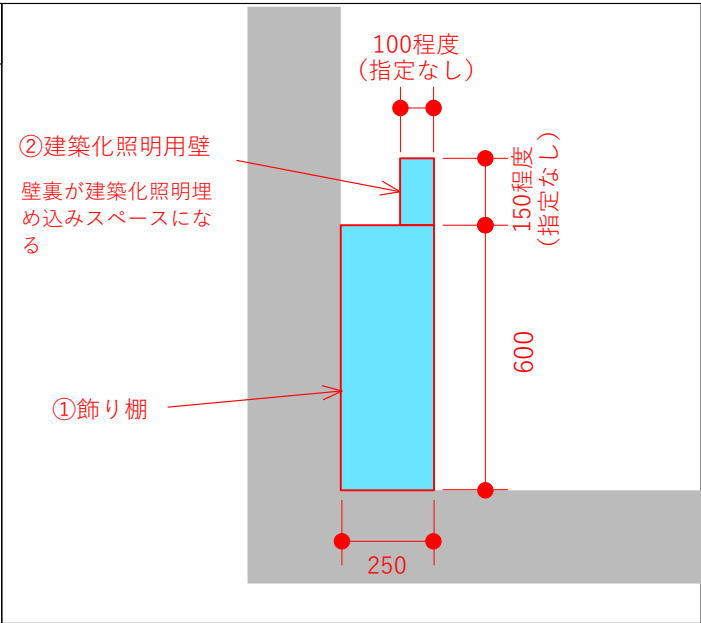 100程度
（指定なし）
②建築化照明用壁
壁裏が建築化照明埋
め込みスペースにな
る
150程度
（指定なし）
600
①飾り棚
250